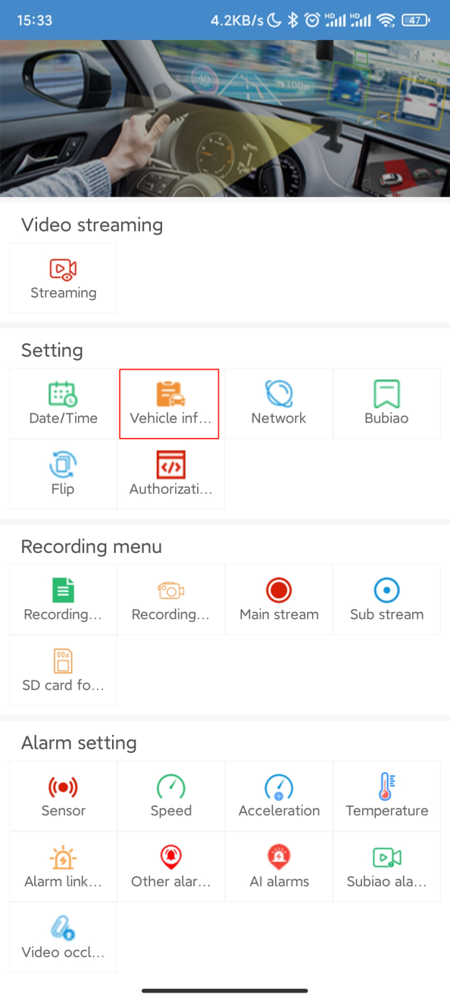 15:33 4.2KB/s HD HD 47
40 100m
Video streaming
Streaming
Setting
Date/Time Vehicle inf... Network Bubiao
Flip Authorizati...
Recording menu
Recording... Recording... Main stream Sub stream
SD card fo...
Alarm setting
Sensor Speed Acceleration Temperature
Alarm link... Other alar... AI alarms Subiao ala...
Video occl...